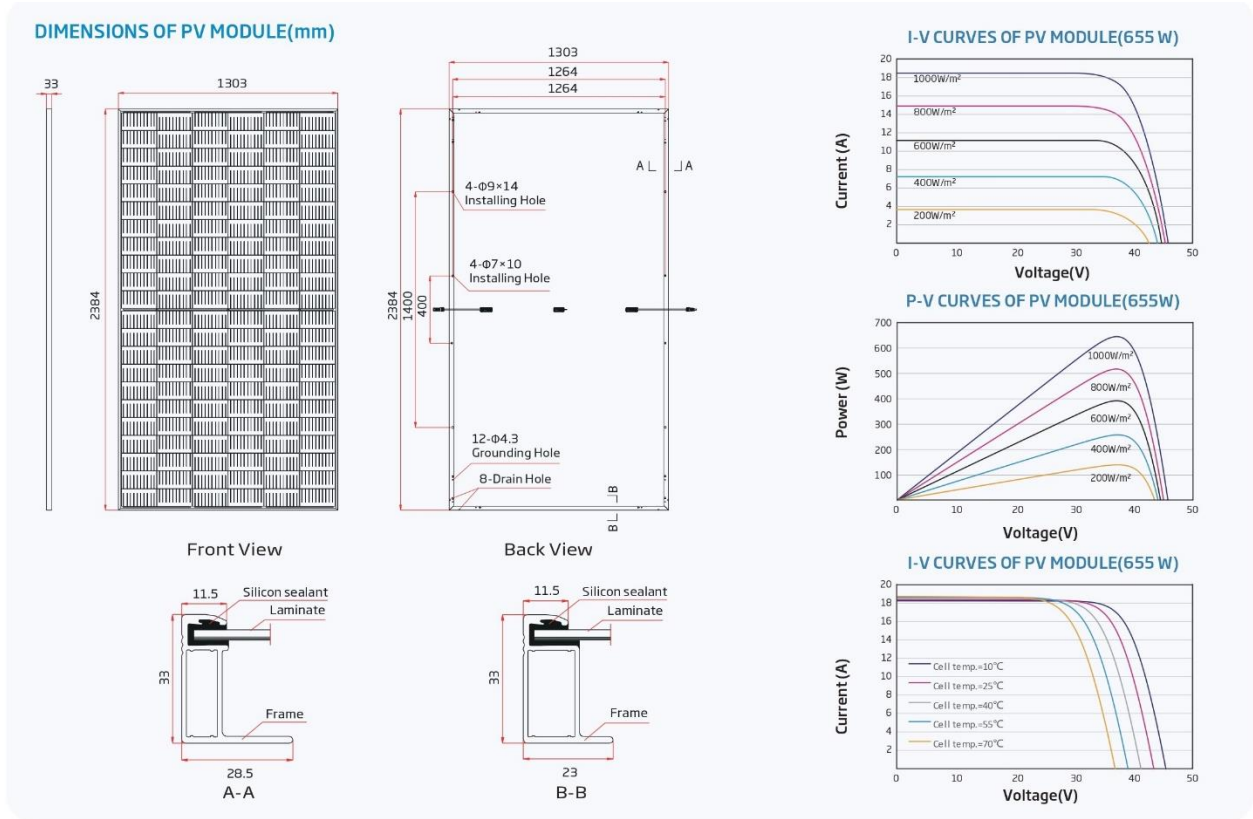 DIMENSIONS OF PV MODULE(mm)
33
1303
2384
Front View
1303
1264
1264
A
A
4-Φ9×14
Installing Hole
4-Φ7×10
Installing Hole
2384
1400
400
12-Φ4.3
Grounding Hole
8-Drain Hole
B
B
Back View
11.5
Silicon sealant
Laminate
33
Frame
28.5
A-A
11.5
Silicon sealant
Laminate
33
Frame
23
B-B
I-V CURVES OF PV MODULE(655 W)
Current (A)
20
18
16
14
12
10
8
6
4
2
1000W/m²
800W/m²
600W/m²
400W/m²
200W/m²
0
10
20
30
40
50
Voltage(V)
P-V CURVES OF PV MODULE(655W)
Power (W)
700
600
500
400
300
200
100
1000W/m²
800W/m²
600W/m²
400W/m²
200W/m²
0
10
20
30
40
50
Voltage(V)
I-V CURVES OF PV MODULE(655 W)
Current (A)
20
18
16
14
12
10
8
6
4
2
Cell temp.=10℃
Cell temp.=25℃
Cell temp.=40℃
Cell temp.=55℃
Cell temp.=70℃
0
10
20
30
40
50
Voltage(V)